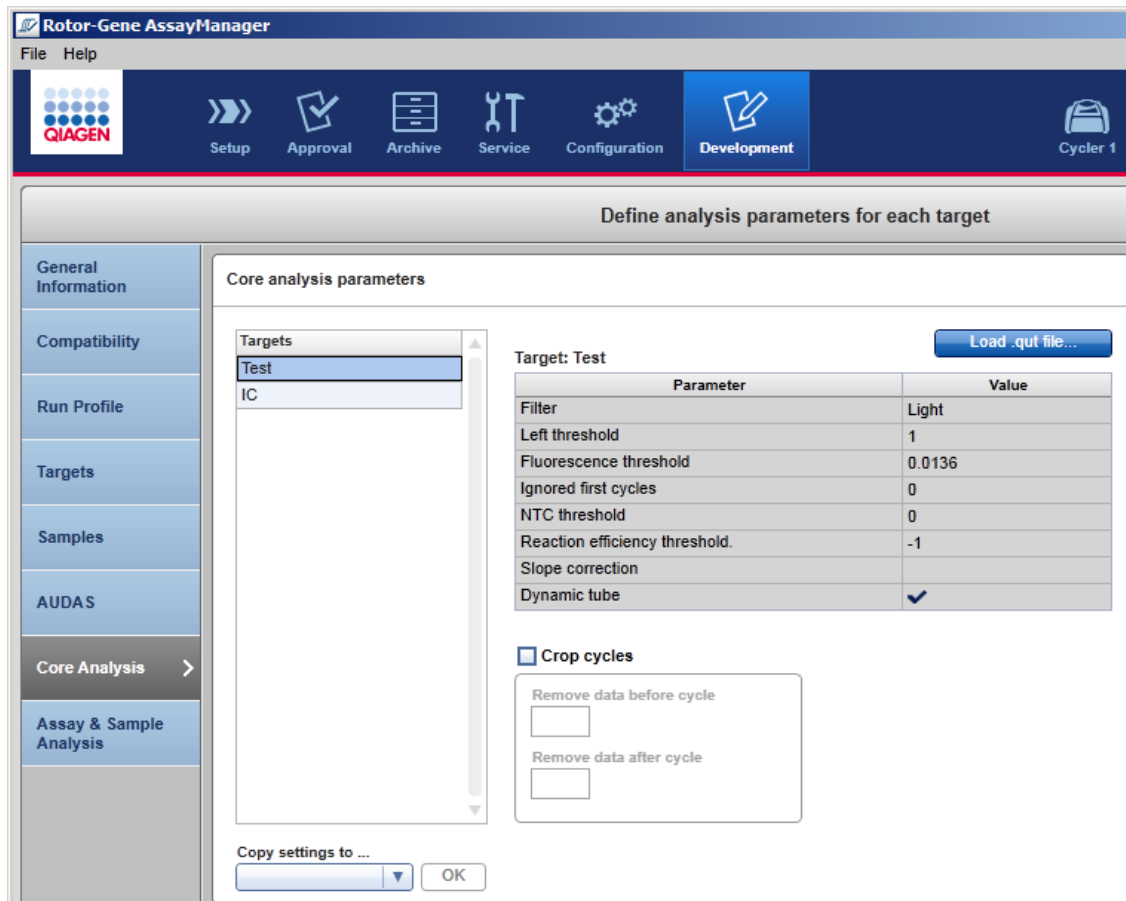 Rotor-Gene AssayManager
File Help
QIAGEN
Setup Approval Archive Service Configuration Development Cycler 1
Define analysis parameters for each target
General
Information
Compatibility
Run Profile
Targets
Samples
AUDAS
Core Analysis
Assay & Sample
Analysis
Core analysis parameters
Targets
Test
IC
Load .qut file...
Target: Test
Parameter Value
Filter Light
Left threshold 1
Fluorescence threshold 0.0136
Ignored first cycles 0
NTC threshold 0
Reaction efficiency threshold. -1
Slope correction
Dynamic tube
Crop cycles
Remove data before cycle
Remove data after cycle
Copy settings to ...
OK